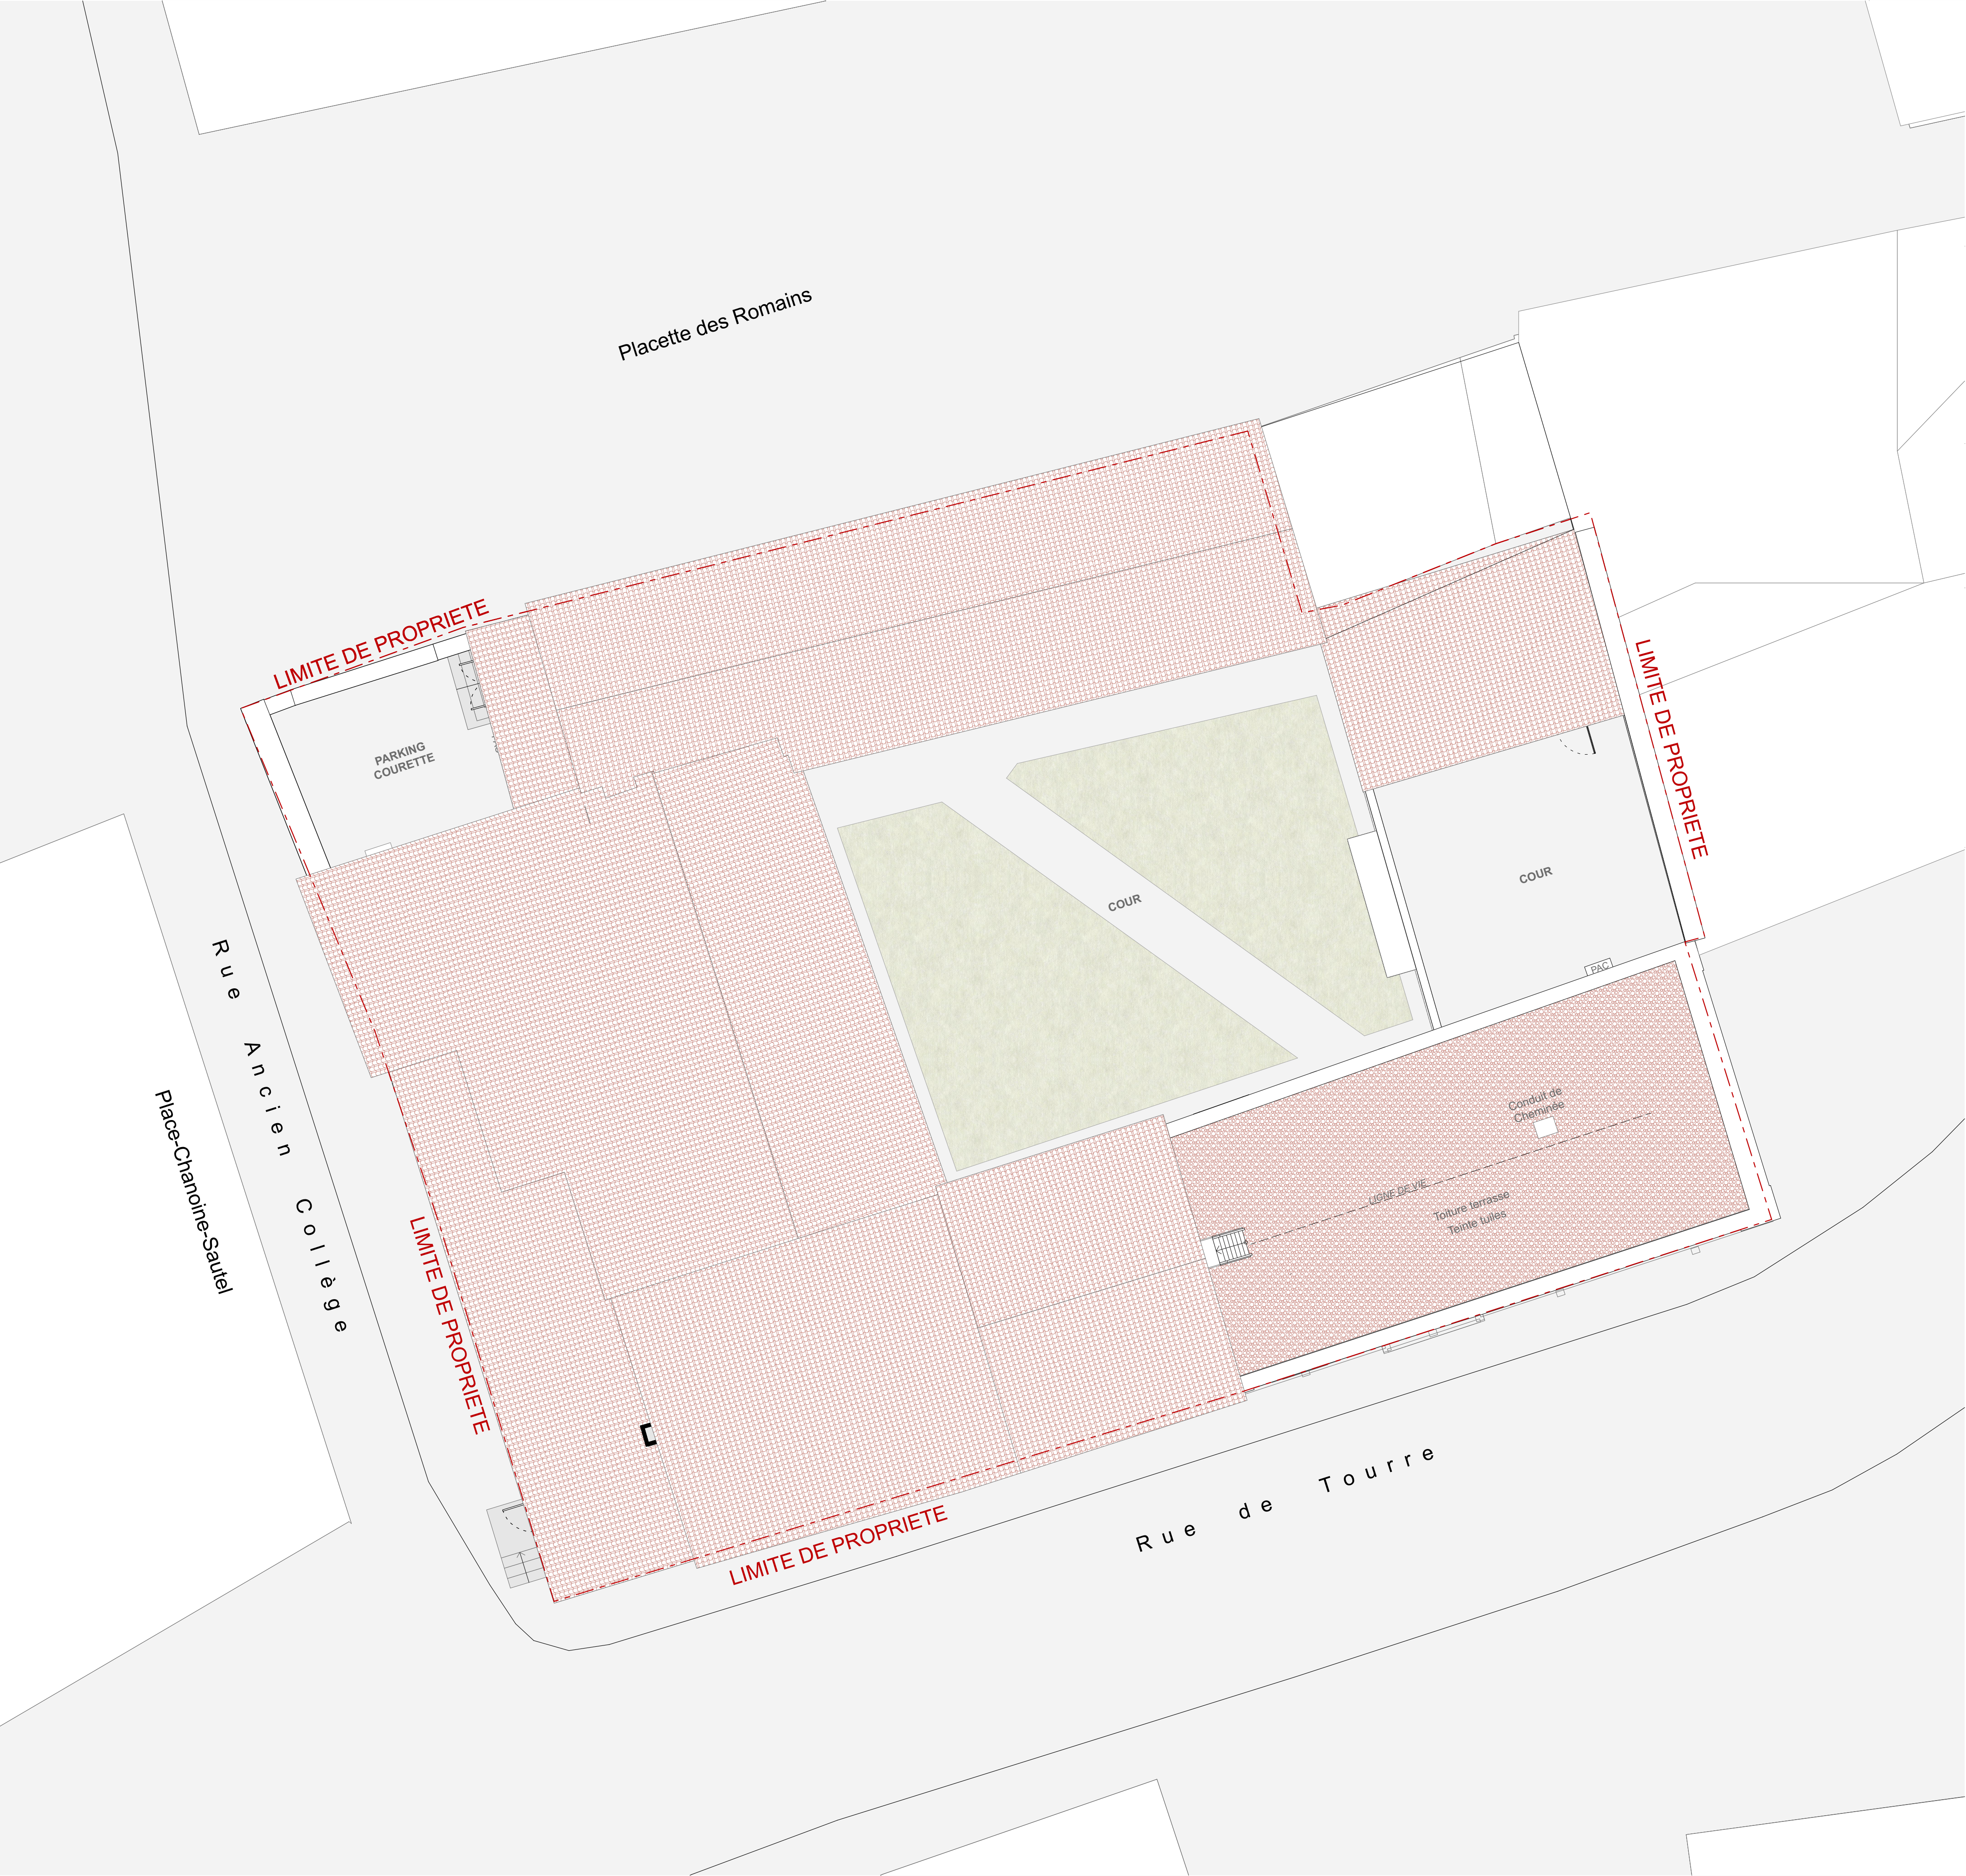 Placette des Romains
LIMITE DE PROPRIETE
LIMITE DE PROPRIETE
PARKING
COURETTE
COUR
COUR
PAC
Rue Ancien Collège
Place-Chanoine-Sautel
Conduit de
Cheminée
LIGNE DE VIE
Toiture terrasse
Teinte tuiles
LIMITE DE PROPRIETE
LIMITE DE PROPRIETE
Rue de Tourre